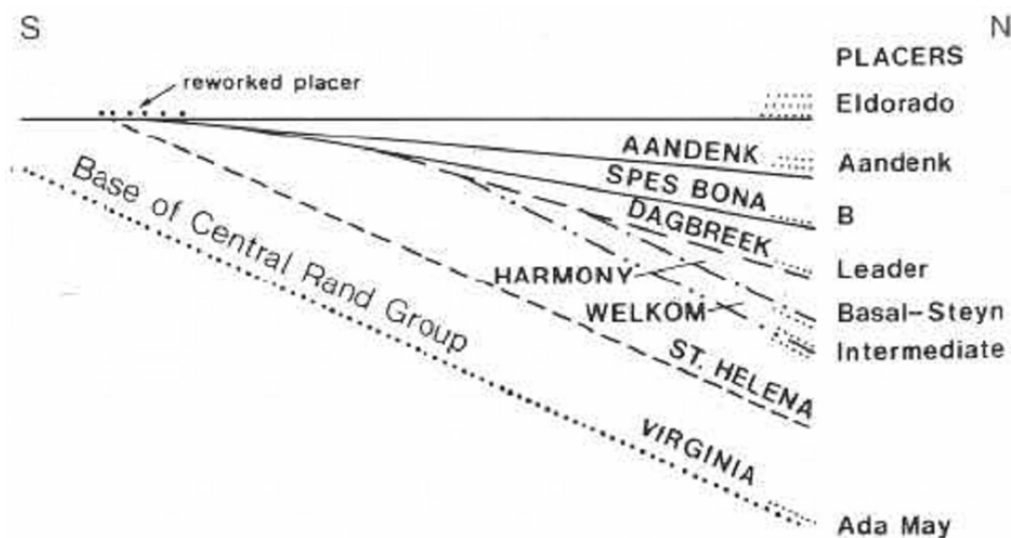 S
N
PLACERS
reworked placer
Eldorado
AANDENK
Aandenk
SPES BONA
B
DAGBREEK
Leader
Base of Central Rand Group
HARMONY
Basal-Steyn
WELKOM
Intermediate
ST. HELENA
VIRGINIA
Ada May